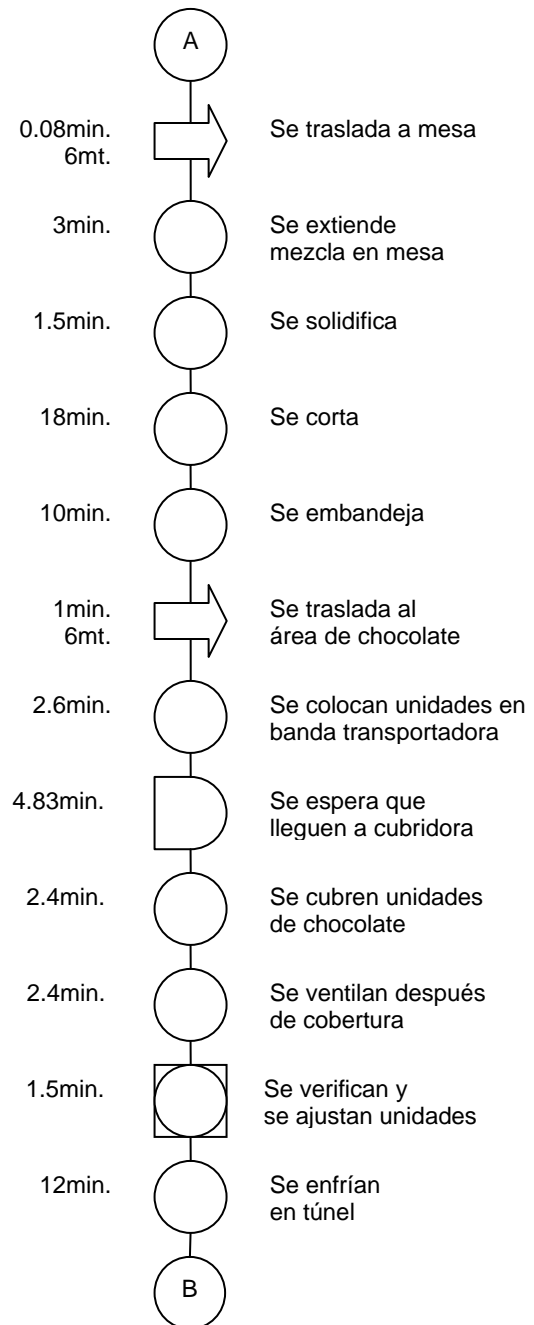 A
0.08min.
6mt.
Se traslada a mesa
3min.
Se extiende
mezcla en mesa
1.5min.
Se solidifica
18min.
Se corta
10min.
Se embandeja
1min.
6mt.
Se traslada al
área de chocolate
2.6min.
Se colocan unidades en
banda transportadora
4.83min.
Se espera que
lleguen a cubridora
2.4min.
Se cubren unidades
de chocolate
2.4min.
Se ventilan después
de cobertura
1.5min.
Se verifican y
se ajustan unidades
12min.
Se enfrían
en túnel
B